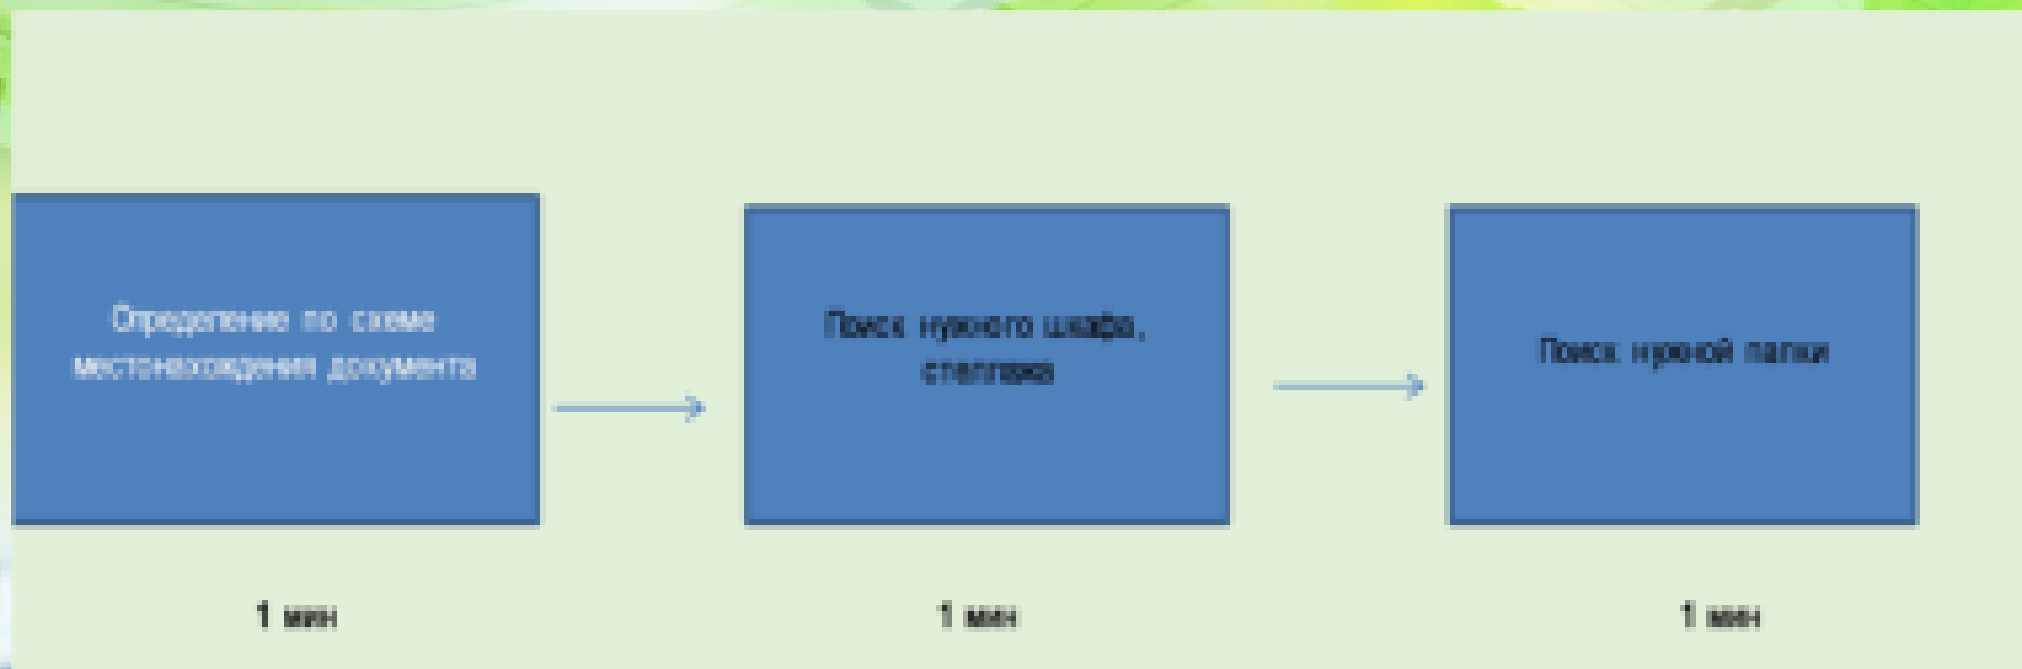 Определение по схеме
местонахождения документа
Поиск нужного шкафа,
стеллажа
Поиск нужной папки
1 мин
1 мин
1 мин